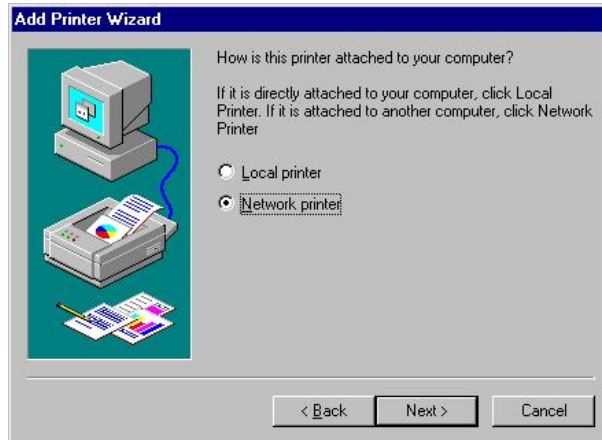 Add Printer Wizard
How is this printer attached to your computer?
If it is directly attached to your computer, click Local
Printer. If it is attached to another computer, click Network
Printer
Local printer
Network printer
< Back
Next >
Cancel